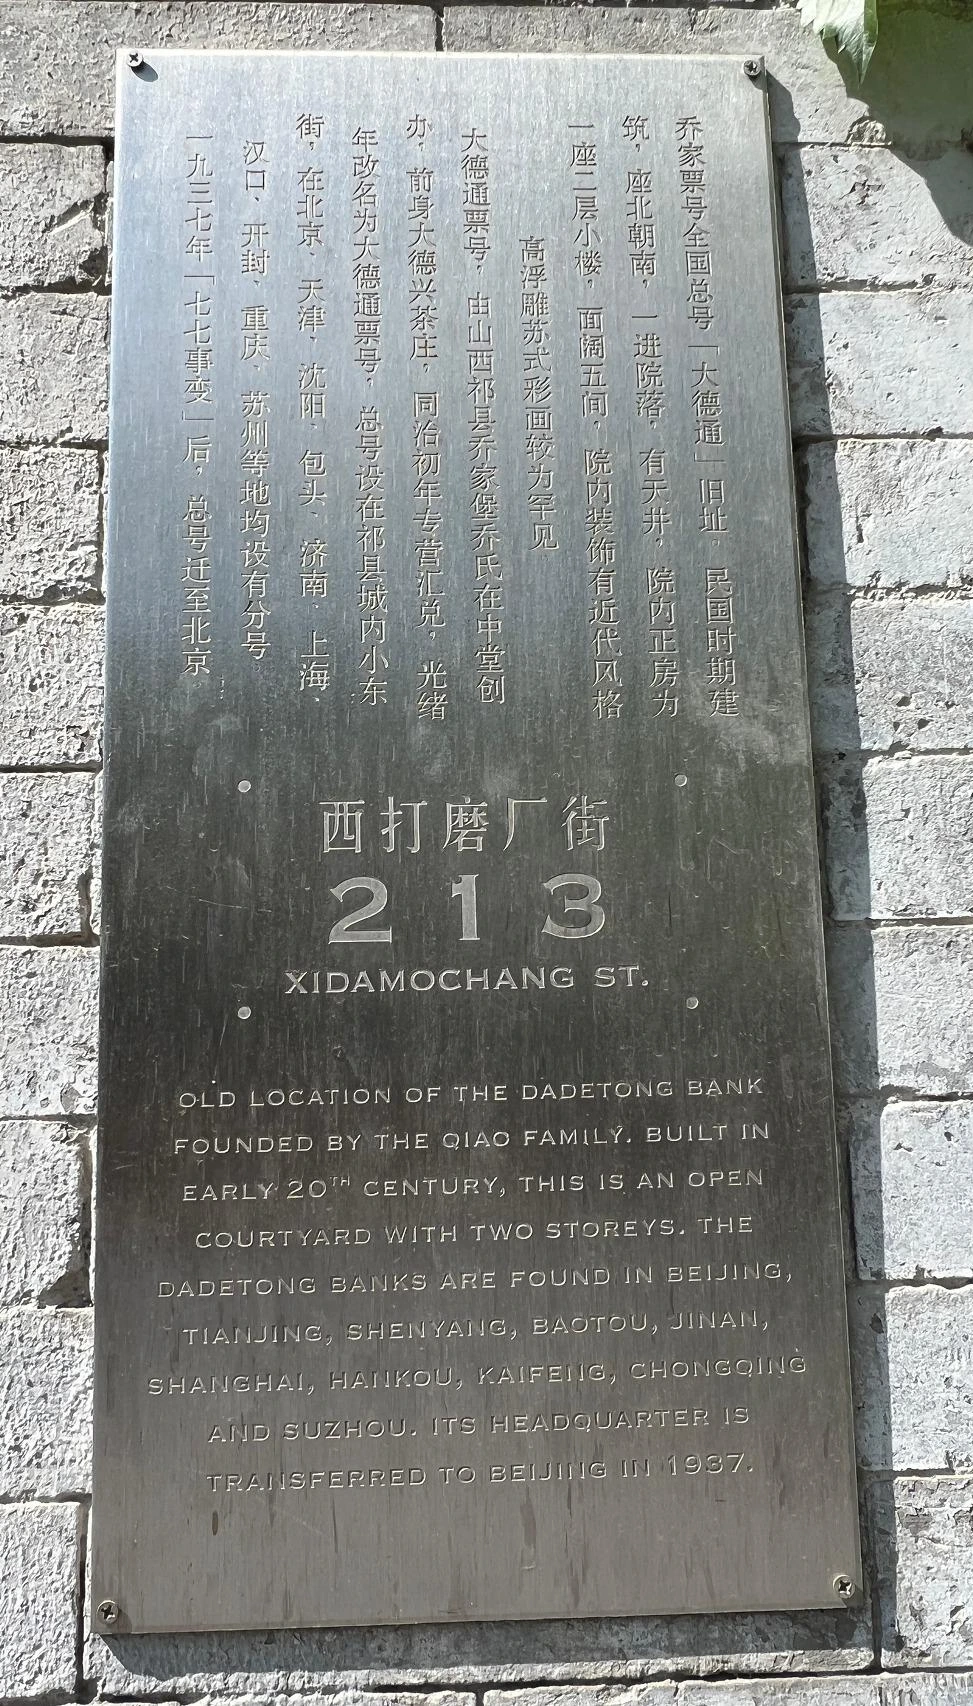 乔家票号全国总号「大德通」旧址。民国时期建
筑，座北朝南，一进院落，有天井，院内正房为
一座二层小楼，面阔五间，院内装饰有近代风格
高浮雕苏式彩画较为罕见
大德通票号，由山西祁县乔家堡乔氏在中堂创
办，前身大德兴茶庄，同治初年专营汇兑，光绪
年改名为大德通票号，总号设在祁县城内小东
街，在北京、天津、沈阳、包头、济南、上海、
汉口、开封、重庆、苏州等地均设有分号
一九三七年「七七事变」后，总号迁至北京
西打磨厂街
213
XIDAMOCHANG ST.
OLD LOCATION OF THE DADETONG BANK
FOUNDED BY THE QIAO FAMILY. BUILT IN
EARLY 20TH CENTURY, THIS IS AN OPEN
COURTYARD WITH TWO STOREYS. THE
DADETONG BANKS ARE FOUND IN BEIJING,
TIANJING, SHENYANG, BAOTOU, JINAN,
SHANGHAI, HANKOU, KAIFENG, CHONGQING
AND SUZHOU. ITS HEADQUARTER IS
TRANSFERRED TO BEIJING IN 1937.